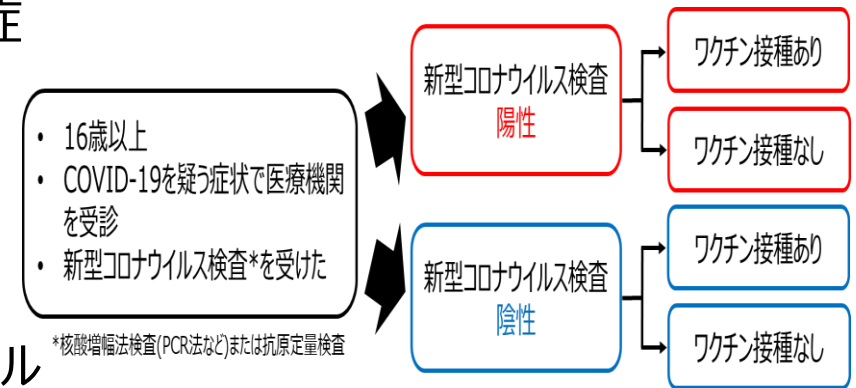 症
・ 16歳以上
・ COVID-19を疑う症状で医療機関
を受診
・ 新型コロナウイルス検査*を受けた
*核酸増幅法検査(PCR法など)または抗原定量検査
新型コロナウイルス検査
陽性
ワクチン接種あり
ワクチン接種なし
新型コロナウイルス検査
陰性
ワクチン接種あり
ワクチン接種なし
ル